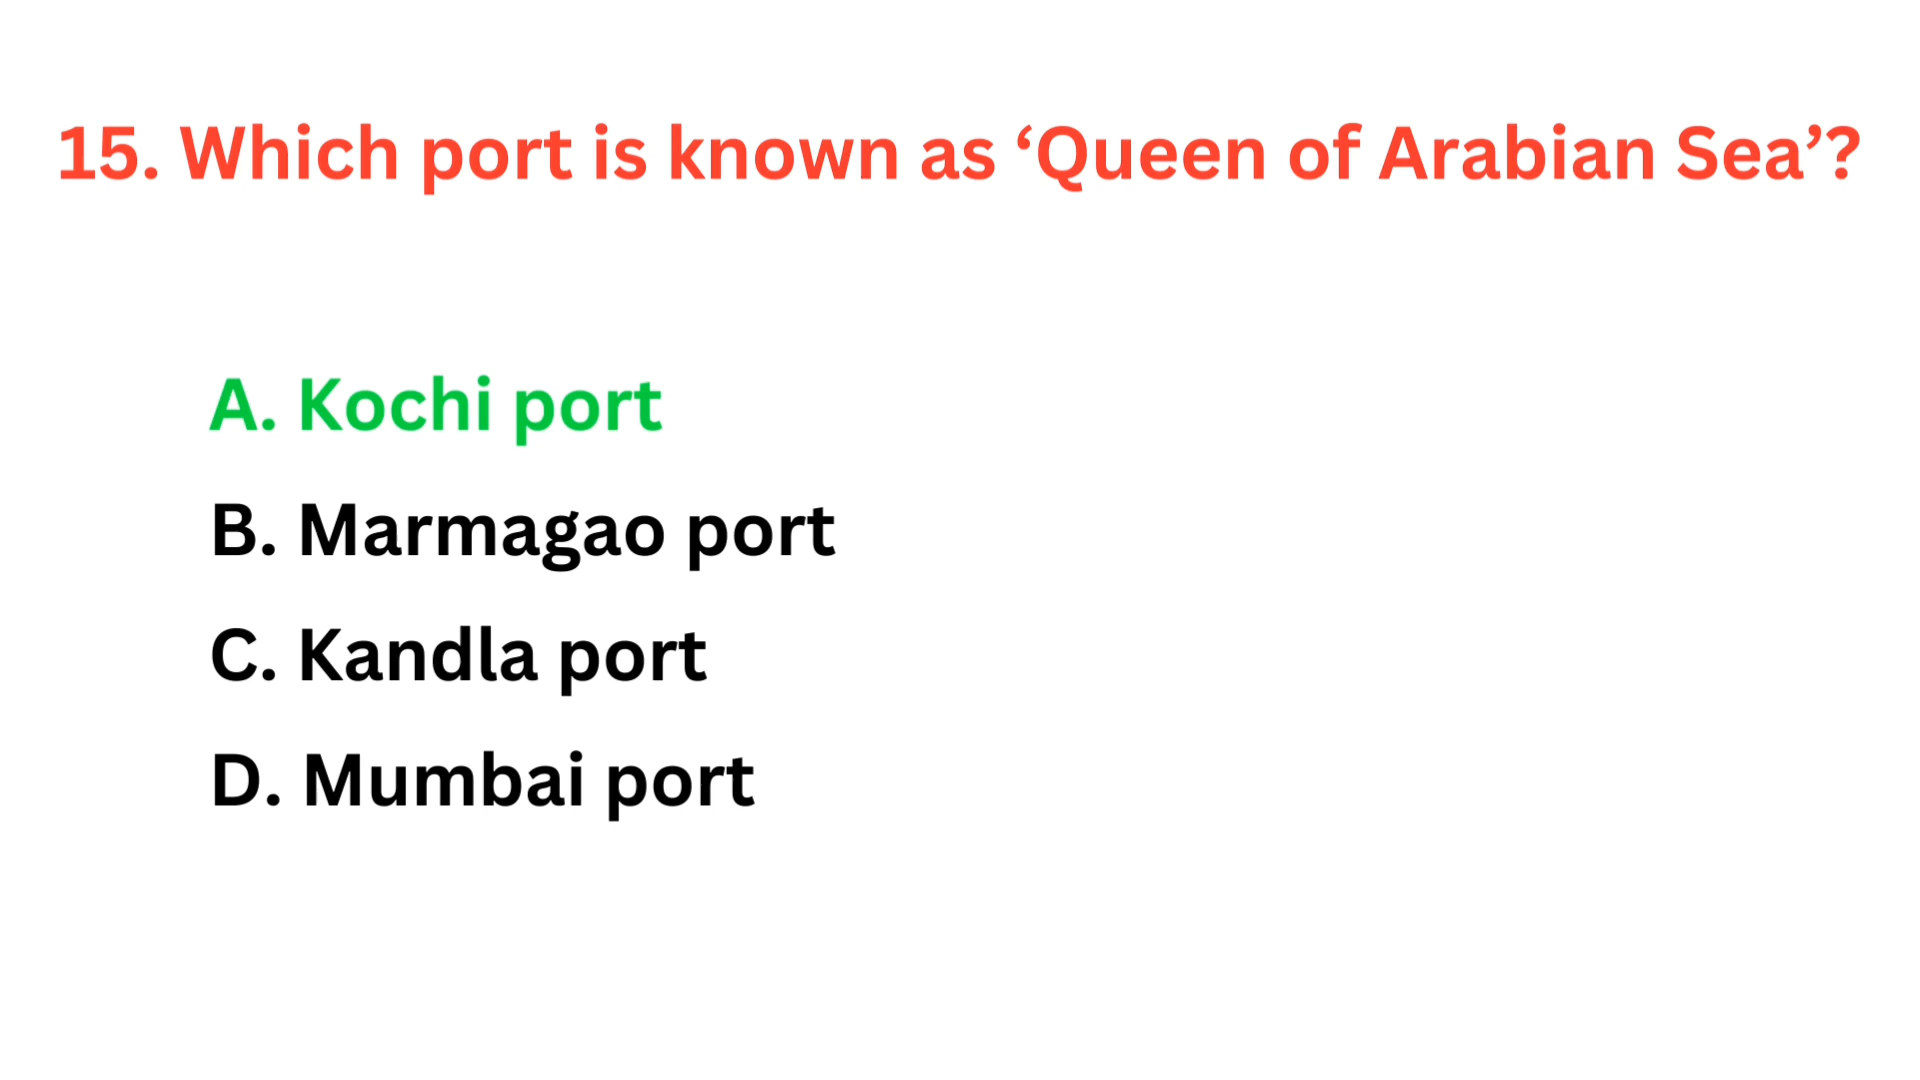 15. Which port is known as ‘Queen of Arabian Sea’?
A. Kochi port
B. Marmagao port
C. Kandla port
D. Mumbai port